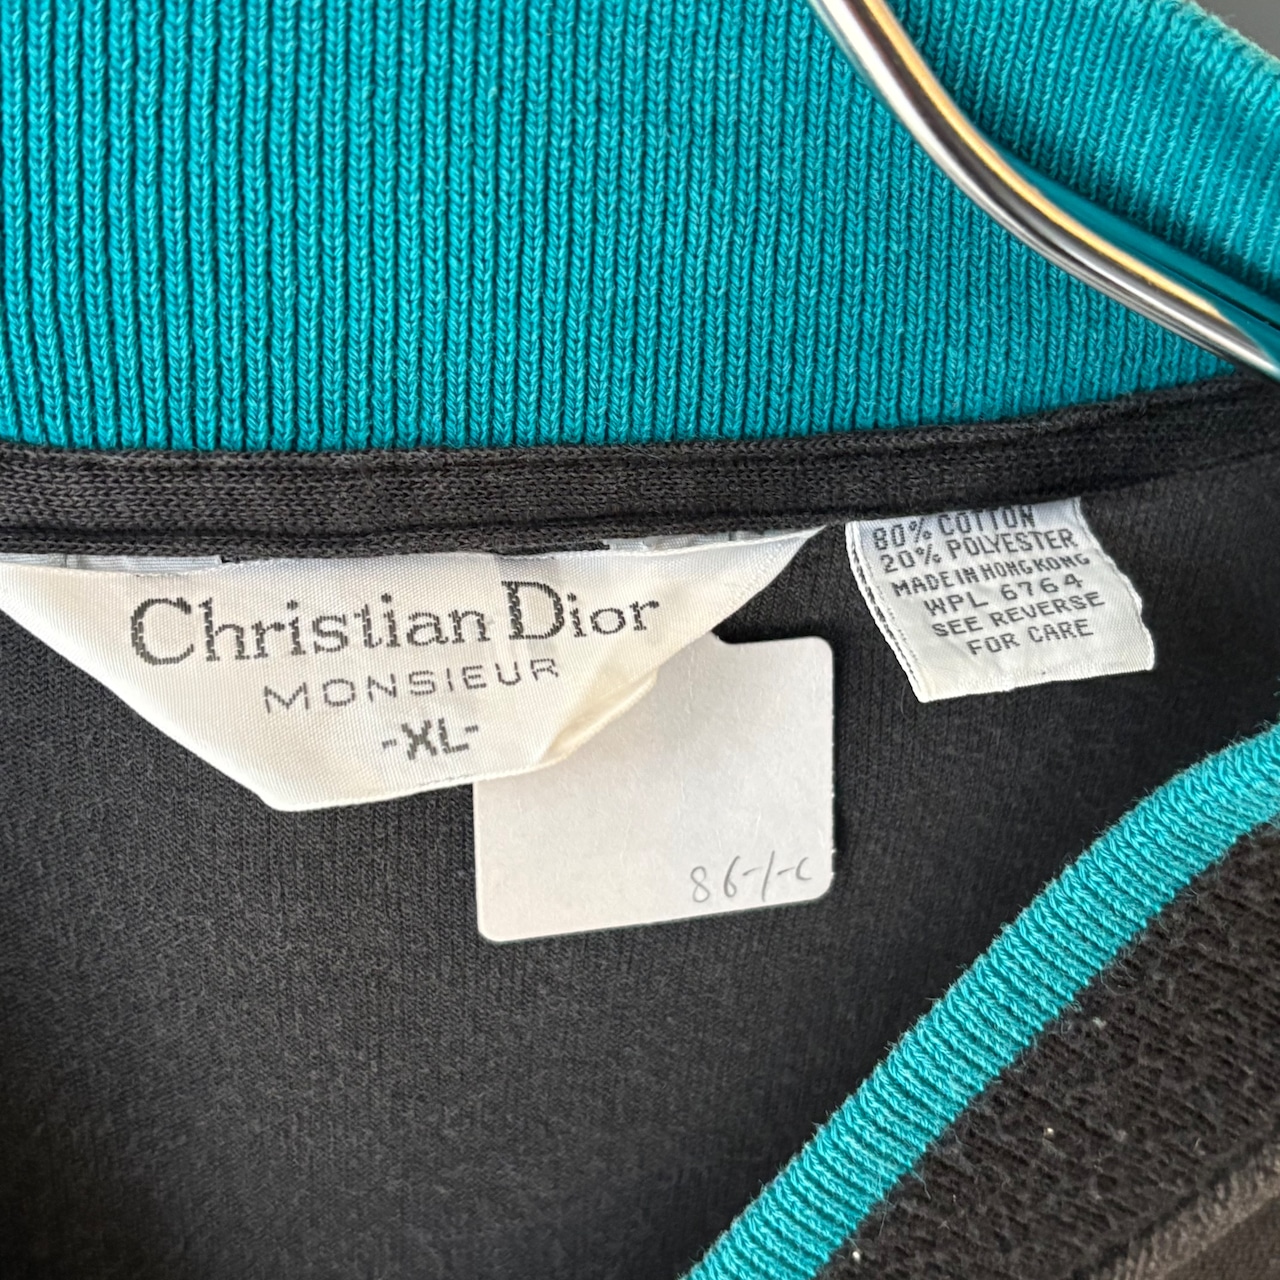 Christian Dior
MONSIEUR
-XL-
80% COTTON
20% POLYESTER
MADE IN HONG KONG
WPL 6764
SEE REVERSE
FOR CARE
86-1-C